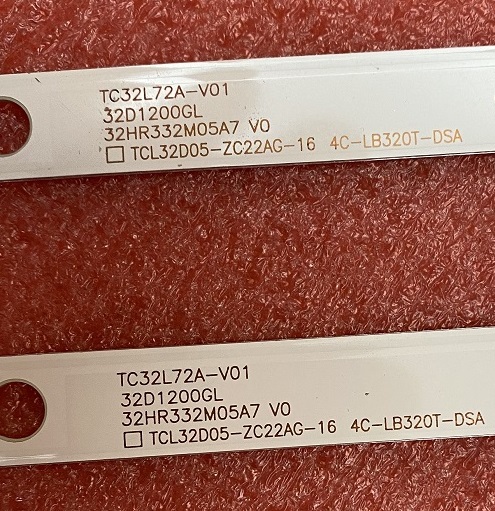 TC32L72A-V01
32D1200GL
32HR332M05A7 V0
TCL32D05-ZC22AG-16 4C-LB320T-DSA
TC32L72A-V01
32D1200GL
32HR332M05A7 V0
TCL32D05-ZC22AG-16 4C-LB320T-DSA